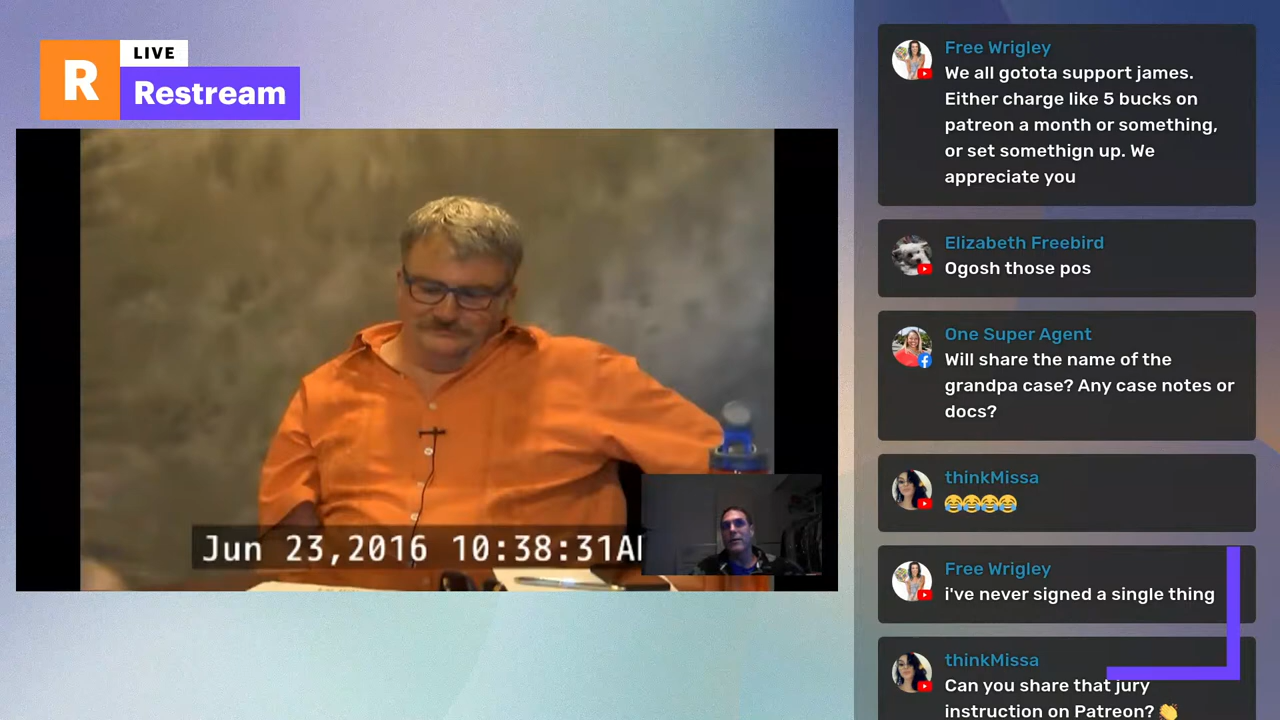 R
LIVE
Restream
Jun 23,2016 10:38:31A
Free Wrigley
We all gotota support james.
Either charge like 5 bucks on
patreon a month or something,
or set somethign up. We
appreciate you
Elizabeth Freebird
Ogosh those pos
One Super Agent
Will share the name of the
grandpa case? Any case notes or
docs?
thinkMissa
😂😂😂😂
Free Wrigley
i've never signed a single thing
thinkMissa
Can you share that jury
instruction on Patreon? 👏